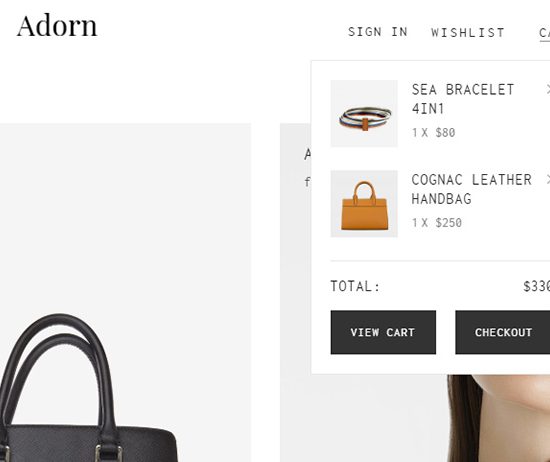 Adorn
SIGN IN
WISHLIST
SEA BRACELET
4IN1
1 X $80
COGNAC LEATHER
HANDBAG
1 X $250
TOTAL:
$330
VIEW CART
CHECKOUT